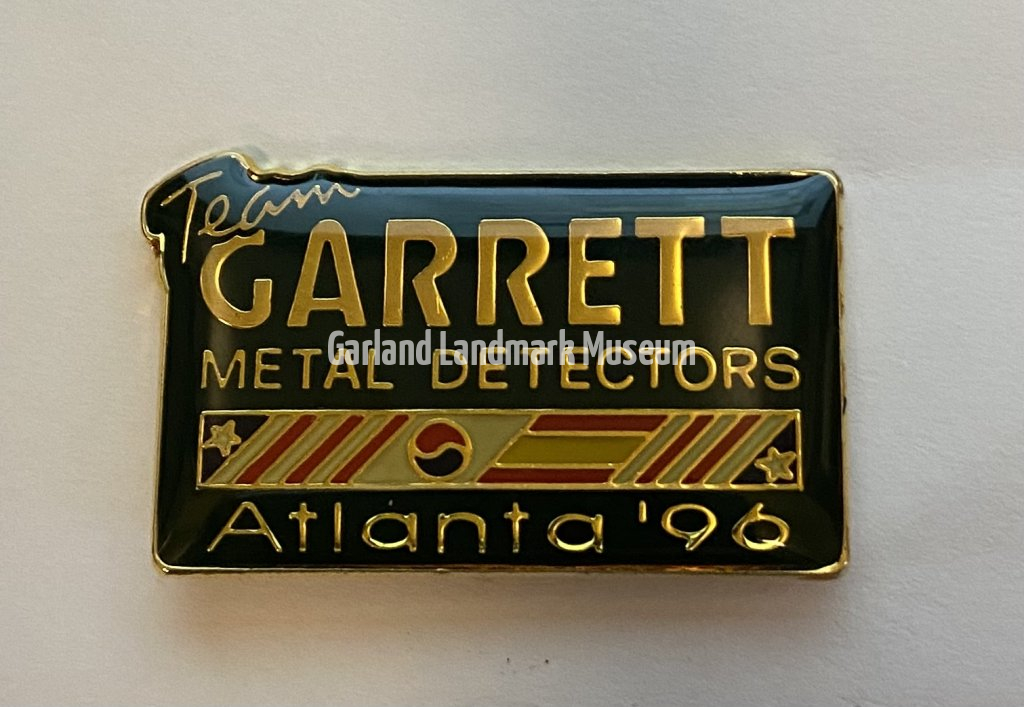 Team
GARRETT
Garland Landmark Museum
METAL DETECTORS
Atlanta '96